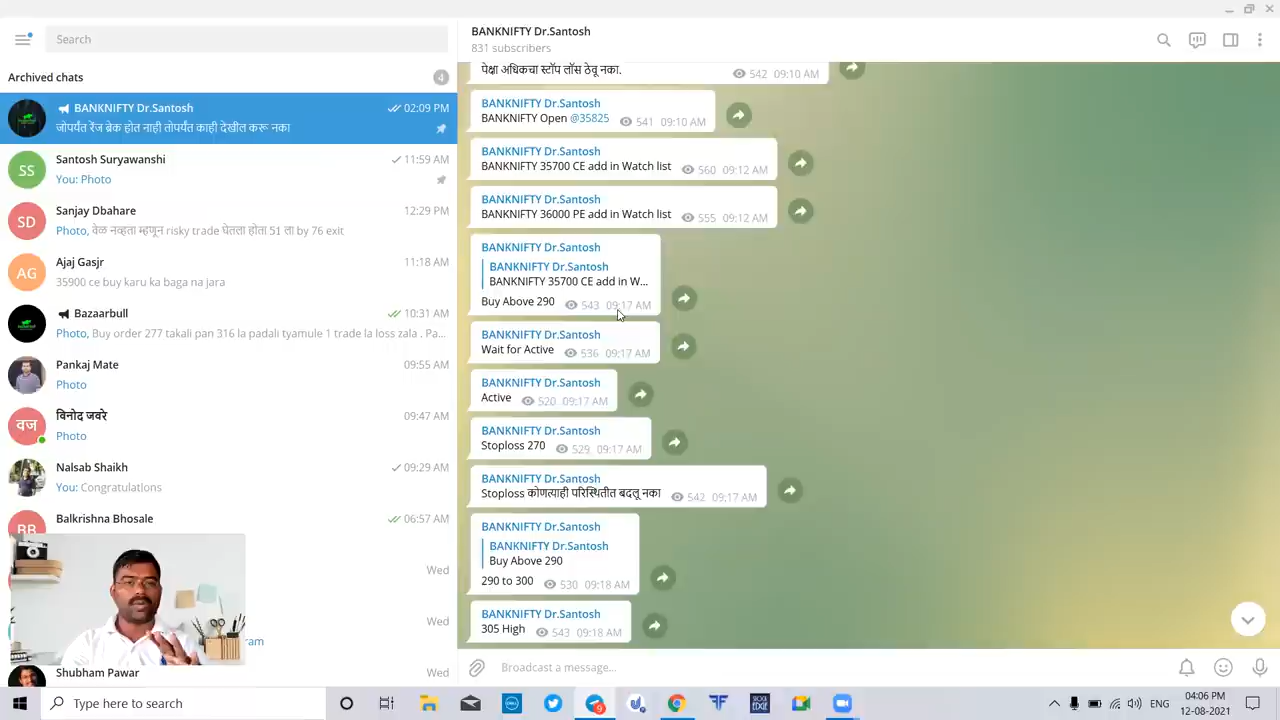 Search
Archived chats
4
BANKNIFTY Dr.Santosh
02:09 PM
जोपर्यंत रेंज ब्रेक होत नाही तोपर्यंत काही देखील करू नका
SS
Santosh Suryawanshi
11:59 AM
You: Photo
SD
Sanjay Dbahare
12:29 PM
Photo, वेळ नव्हता म्हणून risky trade घेतला होता 51 ला by 76 exit
AG
Ajaj Gasjr
11:18 AM
35900 ce buy karu ka baga na jara
Bazaarbull
10:31 AM
Photo, Buy order 277 takali pan 316 la padali tyamule 1 trade la loss zala . Pa...
Pankaj Mate
09:55 AM
Photo
वज
विनोद जवरे
09:47 AM
Photo
Nalsab Shaikh
09:29 AM
You: Congratulations
BB
Balkrishna Bhosale
06:57 AM
Wed
Wed
ram
Shubham Pawar
Wed
BANKNIFTY Dr.Santosh
831 subscribers
पेक्षा अधिकचा स्टॉप लॉस ठेवू नका.
542 09:10 AM
BANKNIFTY Dr.Santosh
BANKNIFTY Open @35825
541 09:10 AM
BANKNIFTY Dr.Santosh
BANKNIFTY 35700 CE add in Watch list
560 09:12 AM
BANKNIFTY Dr.Santosh
BANKNIFTY 36000 PE add in Watch list
555 09:12 AM
BANKNIFTY Dr.Santosh
BANKNIFTY Dr.Santosh
BANKNIFTY 35700 CE add in W...
Buy Above 290
543 09:17 AM
BANKNIFTY Dr.Santosh
Wait for Active
536 09:17 AM
BANKNIFTY Dr.Santosh
Active
520 09:17 AM
BANKNIFTY Dr.Santosh
Stoploss 270
529 09:17 AM
BANKNIFTY Dr.Santosh
Stoploss कोणत्याही परिस्थितीत बदलू नका
542 09:17 AM
BANKNIFTY Dr.Santosh
BANKNIFTY Dr.Santosh
Buy Above 290
290 to 300
530 09:18 AM
BANKNIFTY Dr.Santosh
305 High
543 09:18 AM
Broadcast a message...
Type here to search
DELL
9
STOCK EDGE
ENG
04:06 PM
12-08-2021